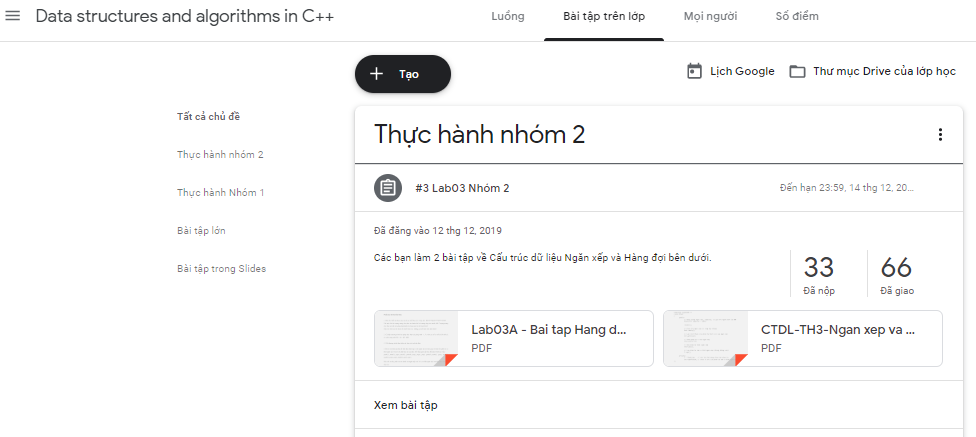 Data structures and algorithms in C++
Luồng
Bài tập trên lớp
Mọi người
Số điểm
Tạo
Lịch Google
Thư mục Drive của lớp học
Tất cả chủ đề
Thực hành nhóm 2
Thực hành Nhóm 1
Bài tập lớn
Bài tập trong Slides
Thực hành nhóm 2
#3 Lab03 Nhóm 2
Đến hạn 23:59, 14 thg 12, 20...
Đã đăng vào 12 thg 12, 2019
Các bạn làm 2 bài tập về Cấu trúc dữ liệu Ngăn xếp và Hàng đợi bên dưới.
33
Đã nộp
66
Đã giao
Lab03A - Bai tap Hang d...
PDF
CTDL-TH3-Ngan xep va ...
PDF
Xem bài tập